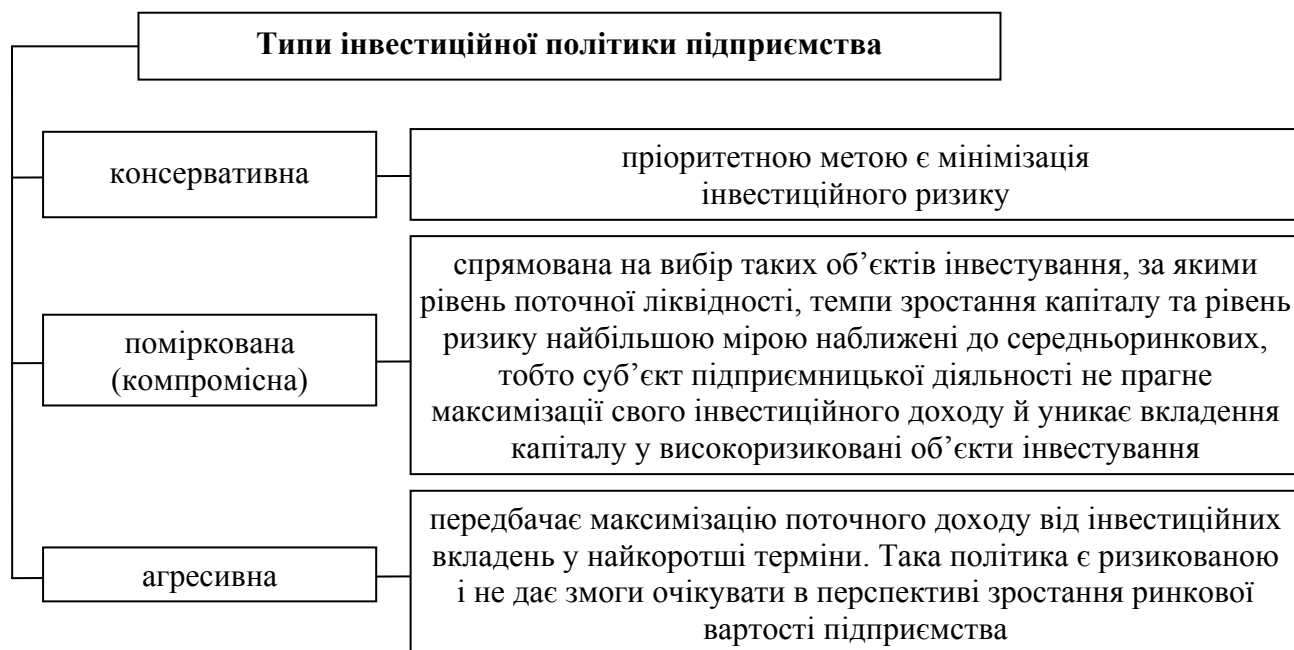 Типи інвестиційної політики підприємства
консервативна
пріоритетною метою є мінімізація
інвестиційного ризику
поміркована
(компромісна)
спрямована на вибір таких об’єктів інвестування, за якими
рівень поточної ліквідності, темпи зростання капіталу та рівень
ризику найбільшою мірою наближені до середньоринкових,
тобто суб’єкт підприємницької діяльності не прагне
максимізації свого інвестиційного доходу й уникає вкладення
капіталу у високоризиковані об’єкти інвестування
агресивна
передбачає максимізацію поточного доходу від інвестиційних
вкладень у найкоротші терміни. Така політика є ризикованою
і не дає змоги очікувати в перспективі зростання ринкової
вартості підприємства